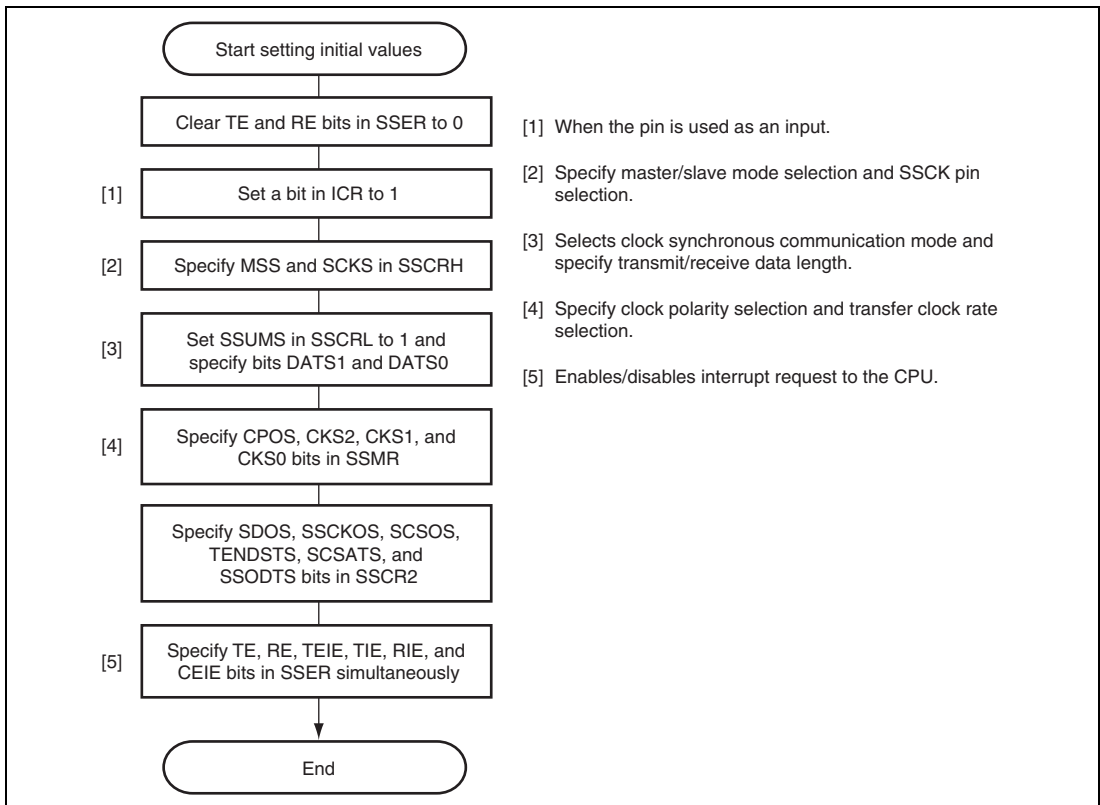 Start setting initial values
Clear TE and RE bits in SSER to 0
[1]
Set a bit in ICR to 1
[2]
Specify MSS and SCKS in SSCRH
[3]
Set SSUMS in SSCRL to 1 and
specify bits DATS1 and DATS0
[4]
Specify CPOS, CKS2, CKS1, and
CKS0 bits in SSMR
Specify SDOS, SSCKOS, SCSOS,
TENDSTS, SCSATS, and
SSODTS bits in SSCR2
[5]
Specify TE, RE, TEIE, TIE, RIE, and
CEIE bits in SSER simultaneously
End
[1] When the pin is used as an input.
[2] Specify master/slave mode selection and SSCK pin
selection.
[3] Selects clock synchronous communication mode and
specify transmit/receive data length.
[4] Specify clock polarity selection and transfer clock rate
selection.
[5] Enables/disables interrupt request to the CPU.